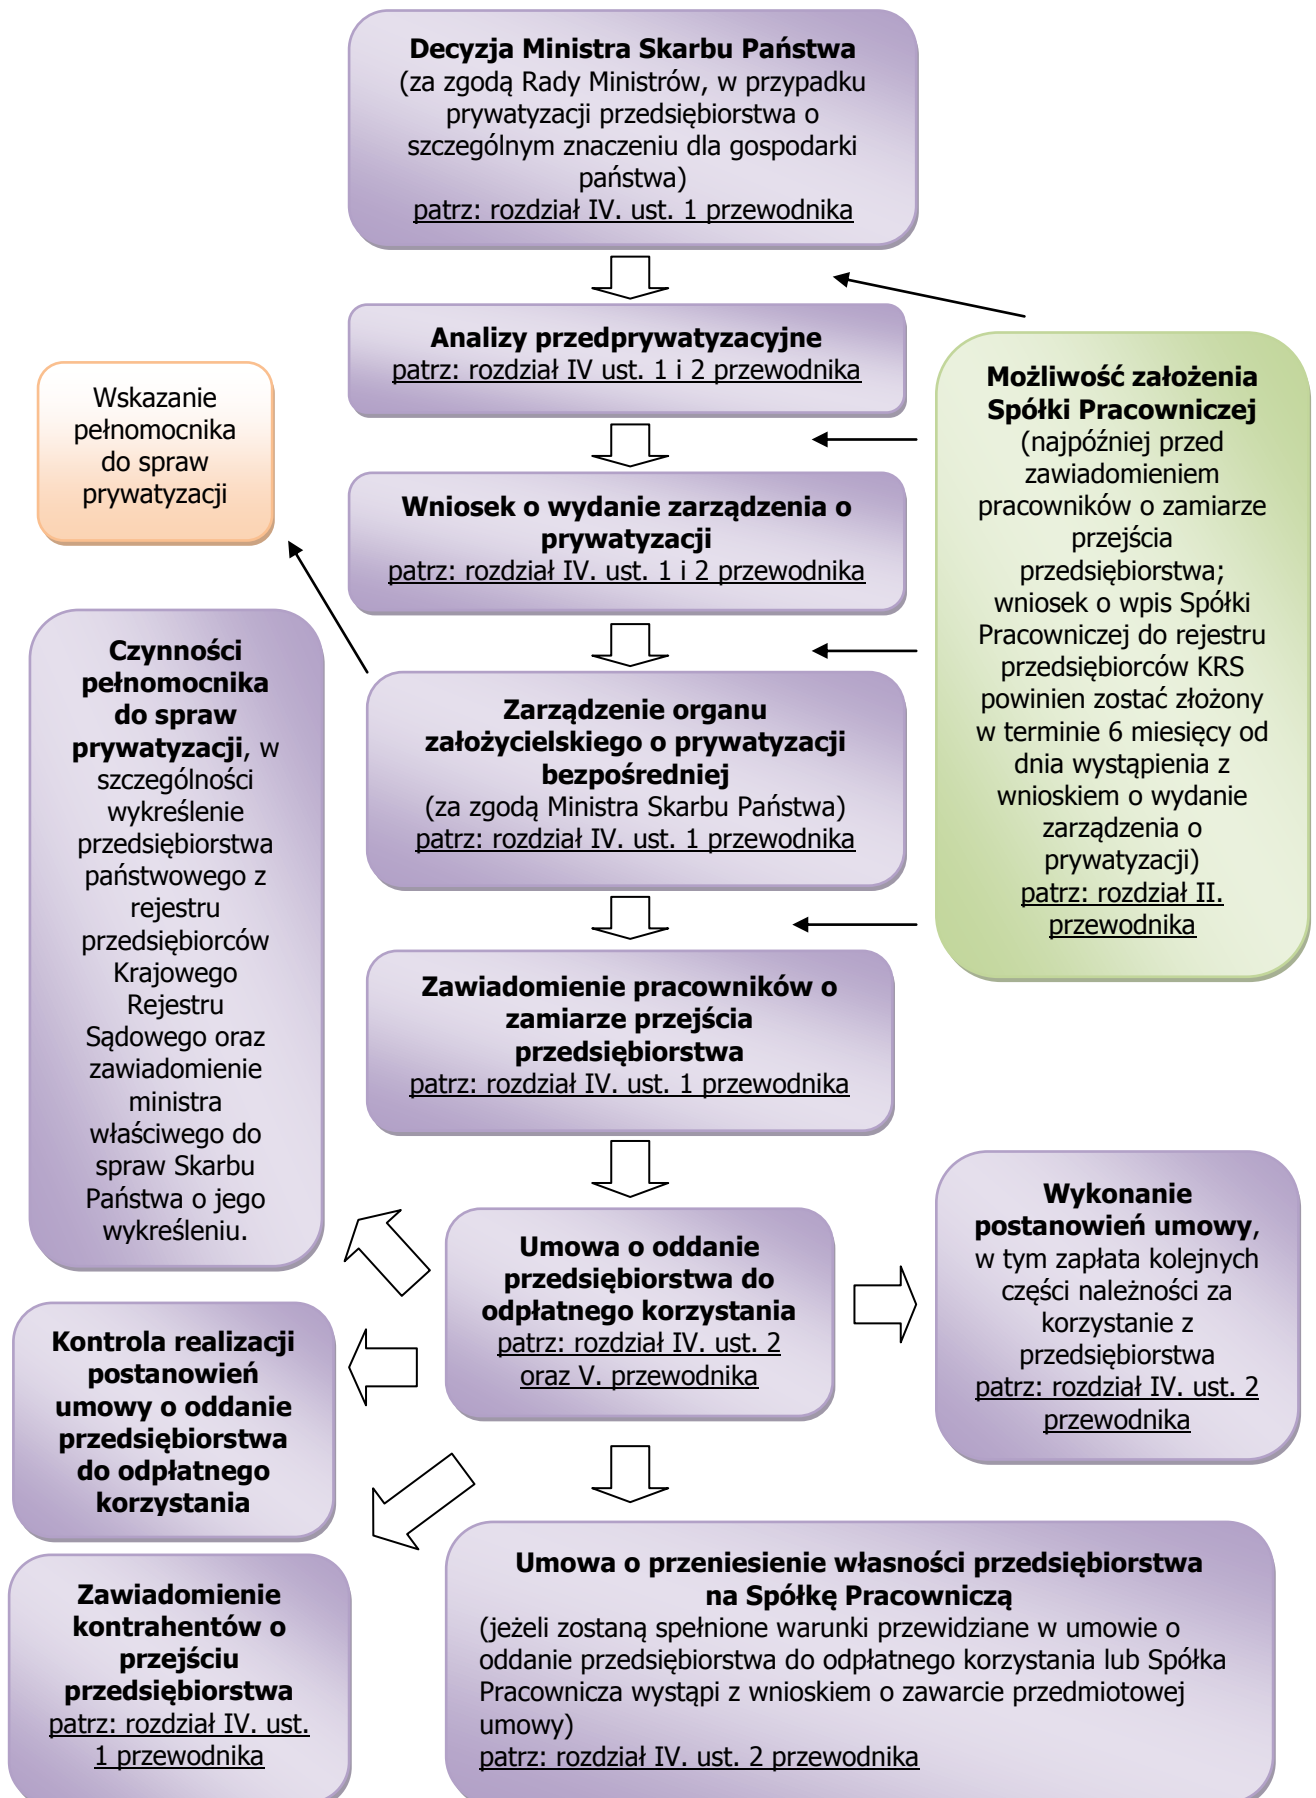 Decyzja Ministra Skarbu Państwa
(za zgodą Rady Ministrów, w przypadku
prywatyzacji przedsiębiorstwa o
szczególnym znaczeniu dla gospodarki
państwa)
patrz: rozdział IV. ust. 1 przewodnika
Analizy przedprywatyzacyjne
patrz: rozdział IV ust. 1 i 2 przewodnika
Wskazanie
pełnomocnika
do spraw
prywatyzacji
Możliwość założenia
Spółki Pracowniczej
(najpóźniej przed
zawiadomieniem
pracowników o zamiarze
przejścia
przedsiębiorstwa;
wniosek o wpis Spółki
Pracowniczej do rejestru
przedsiębiorców KRS
powinien zostać złożony
w terminie 6 miesięcy od
dnia wystąpienia z
wnioskiem o wydanie
zarządzenia o
prywatyzacji)
patrz: rozdział II.
przewodnika
Wniosek o wydanie zarządzenia o
prywatyzacji
patrz: rozdział IV. ust. 1 i 2 przewodnika
Czynności
pełnomocnika
do spraw
prywatyzacji, w
szczególności
wykreślenie
przedsiębiorstwa
państwowego z
rejestru
przedsiębiorców
Krajowego
Rejestru
Sądowego oraz
zawiadomienie
ministra
właściwego do
spraw Skarbu
Państwa o jego
wykreśleniu.
Zarządzenie organu
założycielskiego o prywatyzacji
bezpośredniej
(za zgodą Ministra Skarbu Państwa)
patrz: rozdział IV. ust. 1 przewodnika
Zawiadomienie pracowników o
zamiarze przejścia
przedsiębiorstwa
patrz: rozdział IV. ust. 1 przewodnika
Umowa o oddanie
przedsiębiorstwa do
odpłatnego korzystania
patrz: rozdział IV. ust. 2
oraz V. przewodnika
Wykonanie
postanowień umowy,
w tym zapłata kolejnych
części należności za
korzystanie z
przedsiębiorstwa
patrz: rozdział IV. ust. 2
przewodnika
Kontrola realizacji
postanowień
umowy o oddanie
przedsiębiorstwa
do odpłatnego
korzystania
Zawiadomienie
kontrahentów o
przejściu
przedsiębiorstwa
patrz: rozdział IV. ust.
1 przewodnika
Umowa o przeniesienie własności przedsiębiorstwa
na Spółkę Pracowniczą
(jeżeli zostaną spełnione warunki przewidziane w umowie o
oddanie przedsiębiorstwa do odpłatnego korzystania lub Spółka
Pracownicza wystąpi z wnioskiem o zawarcie przedmiotowej
umowy)
patrz: rozdział IV. ust. 2 przewodnika